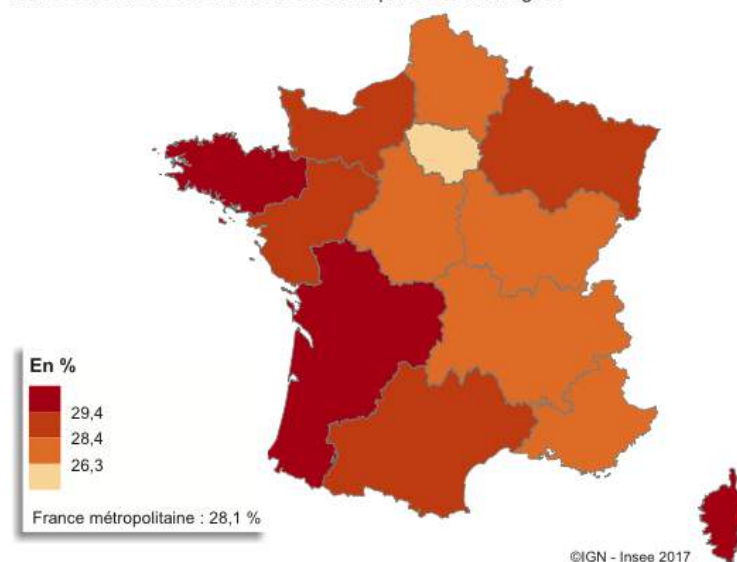 En %
29,4
28,4
26,3
France métropolitaine : 28,1 %
©IGN - Insee 2017